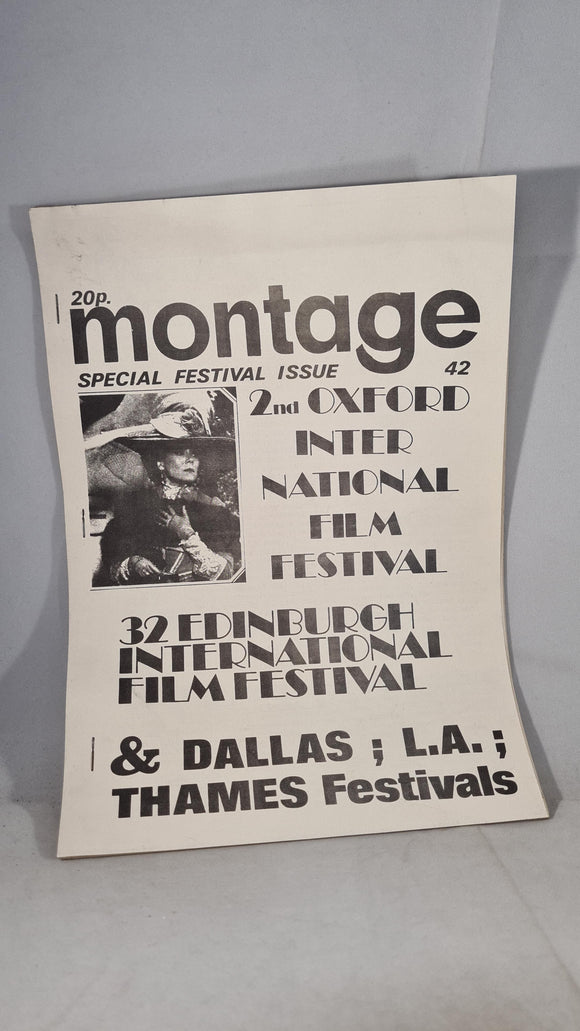 20p.
montage
SPECIAL FESTIVAL ISSUE 42
2nd OXFORD
INTER
NATIONAL
FILM
FESTIVAL
32 EDINBURGH
INTERNATIONAL
FILM FESTIVAL
& DALLAS ; L.A. ;
THAMES Festivals